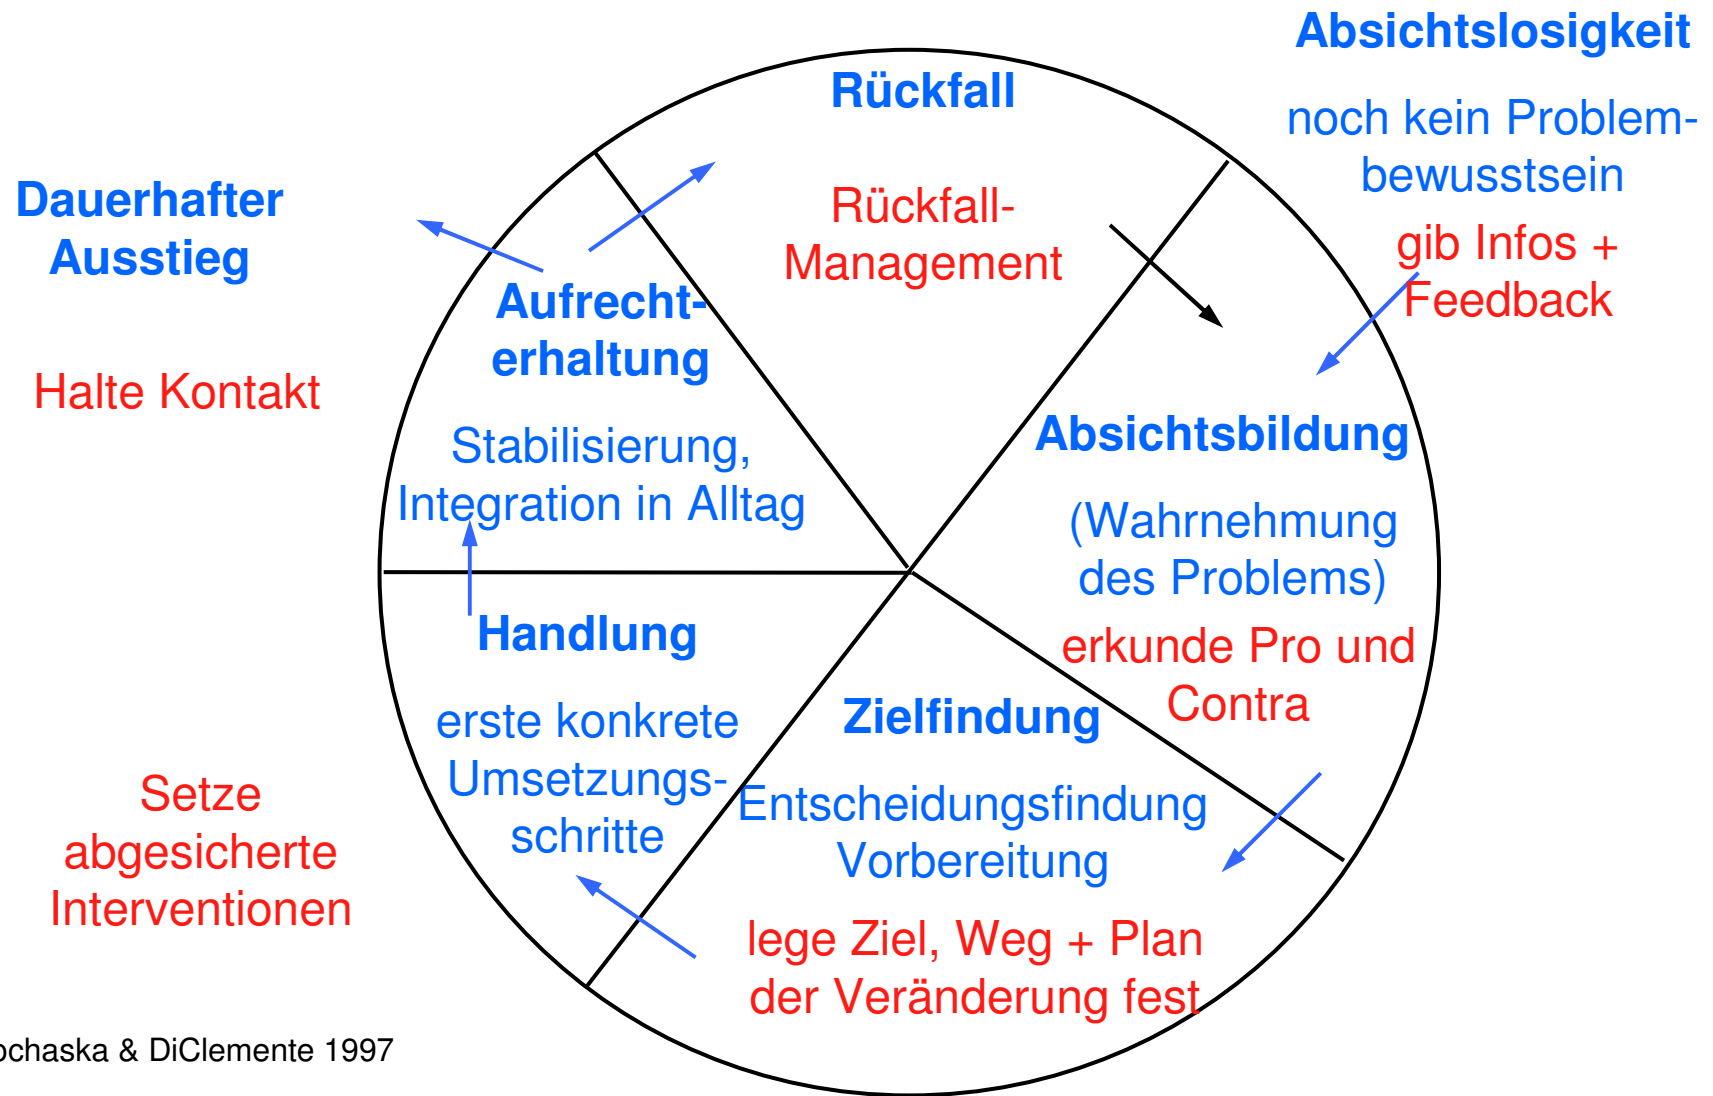 Absichtslosigkeit
noch kein Problem-
bewusstsein
gib Infos +
Feedback
Rückfall
Rückfall-
Management
Dauerhafter
Ausstieg
Halte Kontakt
Aufrecht-
erhaltung
Stabilisierung,
Integration in Alltag
Absichtsbildung
(Wahrnehmung
des Problems)
erkunde Pro und
Contra
Handlung
erste konkrete
Umsetzungs-
schritte
Zielfindung
Entscheidungsfindung
Vorbereitung
lege Ziel, Weg + Plan
der Veränderung fest
Setze
abgesicherte
Interventionen
ochaska & DiClemente 1997